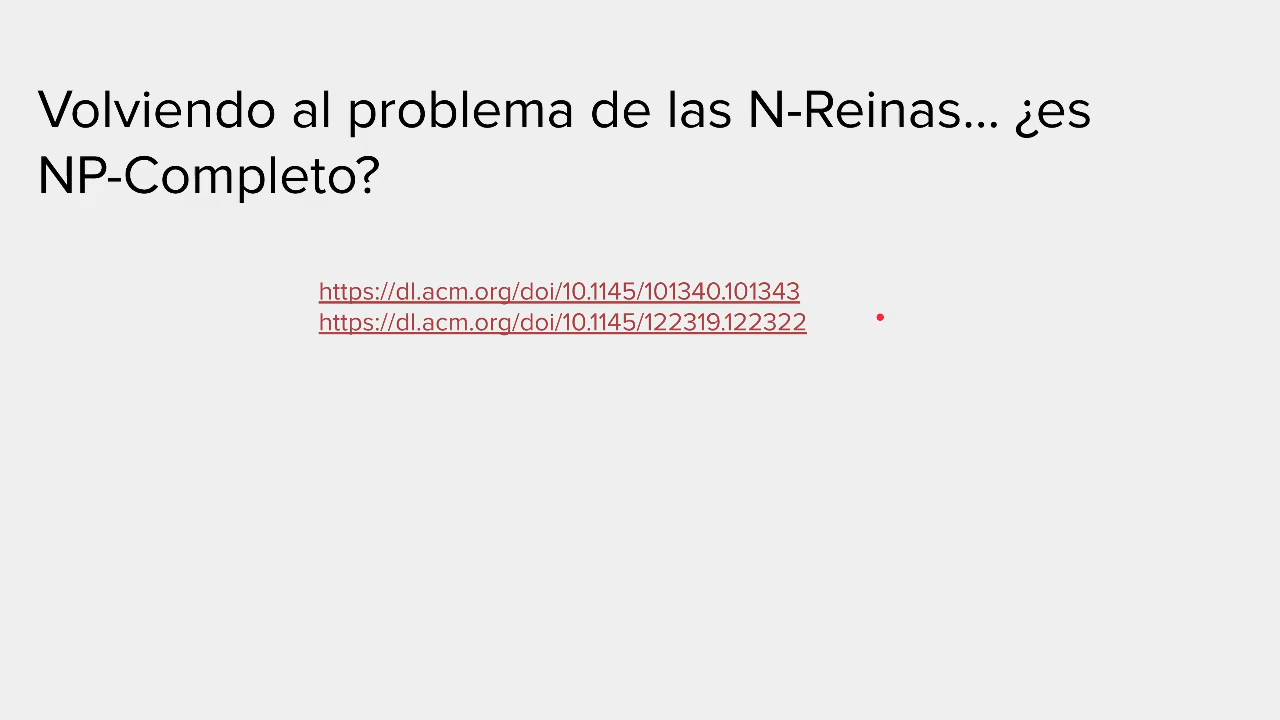 Volviendo al problema de las N-Reinas... ¿es
NP-Completo?
https://dl.acm.org/doi/10.1145/101340.101343
https://dl.acm.org/doi/10.1145/122319.122322